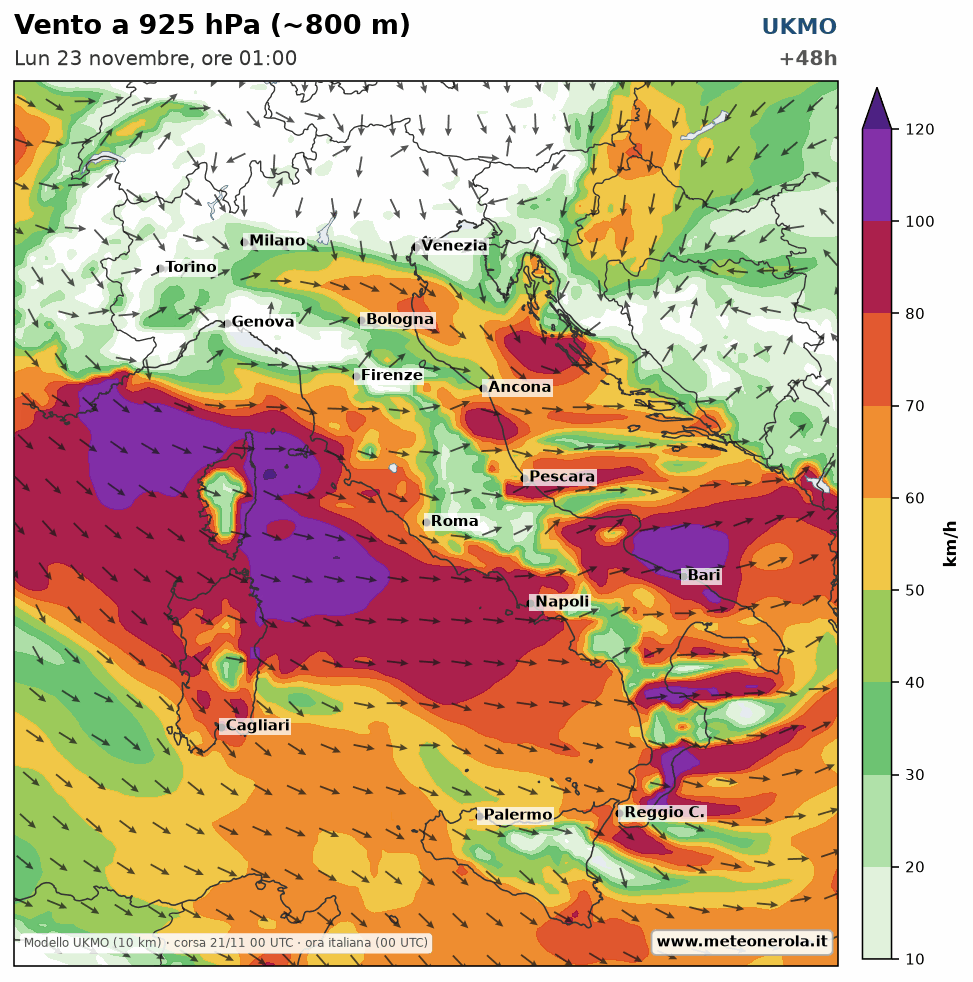 Vento a 925 hPa (~800 m)
UKMO
Lun 23 novembre, ore 01:00
+48h
Milano
Venezia
Torino
Genova
Bologna
Firenze
Ancona
Pescara
Roma
Bari
Napoli
Cagliari
Palermo
Reggio C.
Modello UKMO (10 km) · corsa 21/11 00 UTC · ora italiana (00 UTC)
www.meteonerola.it
120
100
80
70
60
50
40
30
20
10
km/h